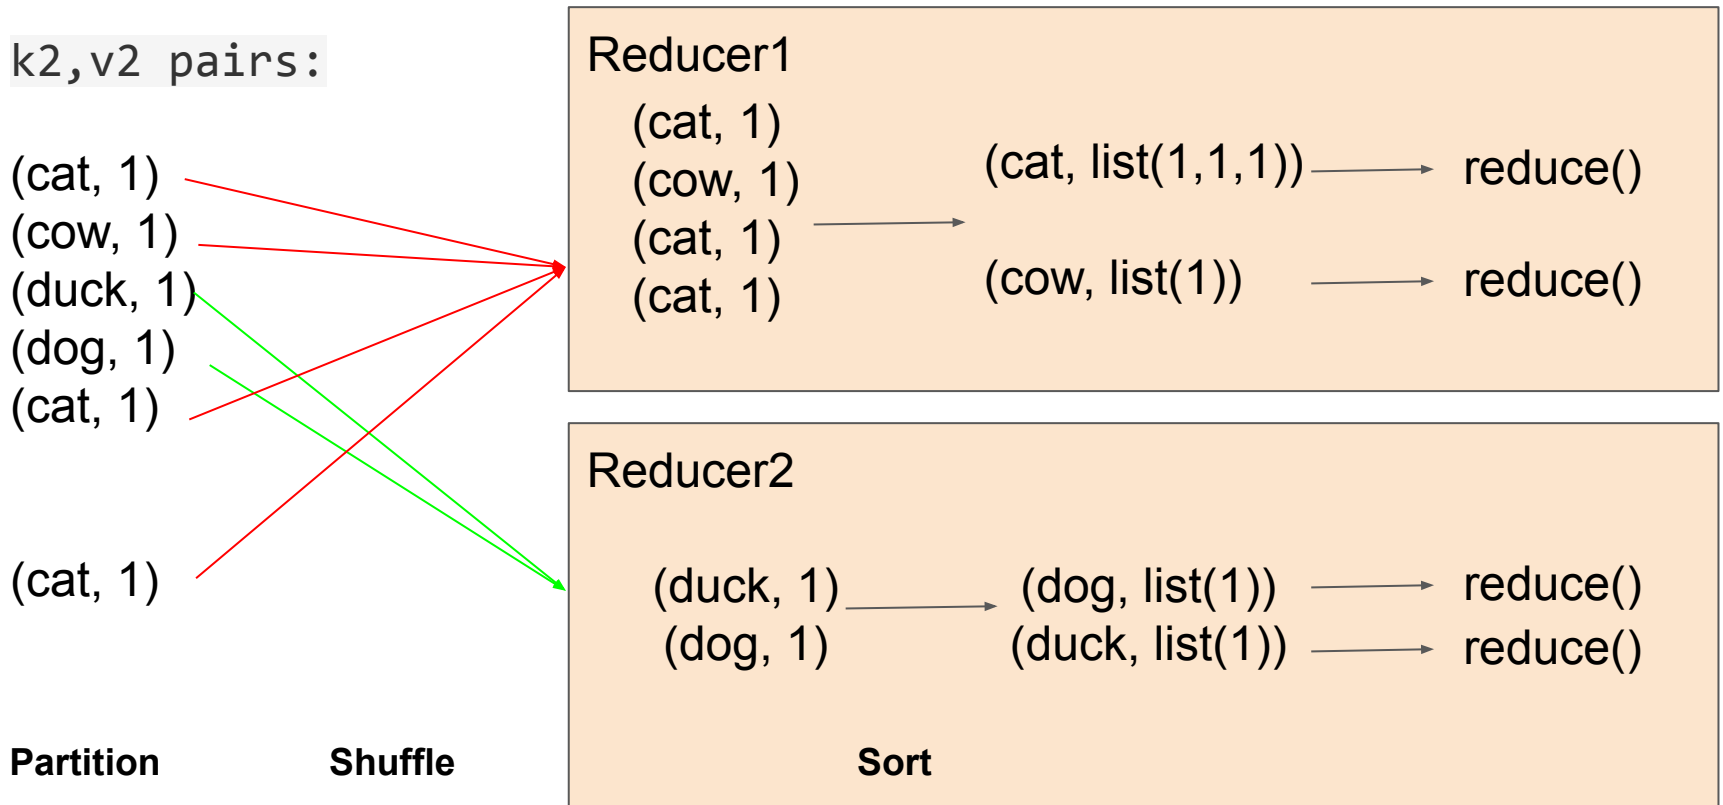 k2,v2 pairs:
(cat, 1)
(cow, 1)
(duck, 1)
(dog, 1)
(cat, 1)
(cat, 1)
Reducer1
(cat, 1)
(cow, 1)
(cat, 1)
(cat, 1)
(cat, list(1,1,1))
reduce()
(cow, list(1))
reduce()
Reducer2
(duck, 1)
(dog, 1)
(dog, list(1))
reduce()
(duck, list(1))
reduce()
Partition
Shuffle
Sort